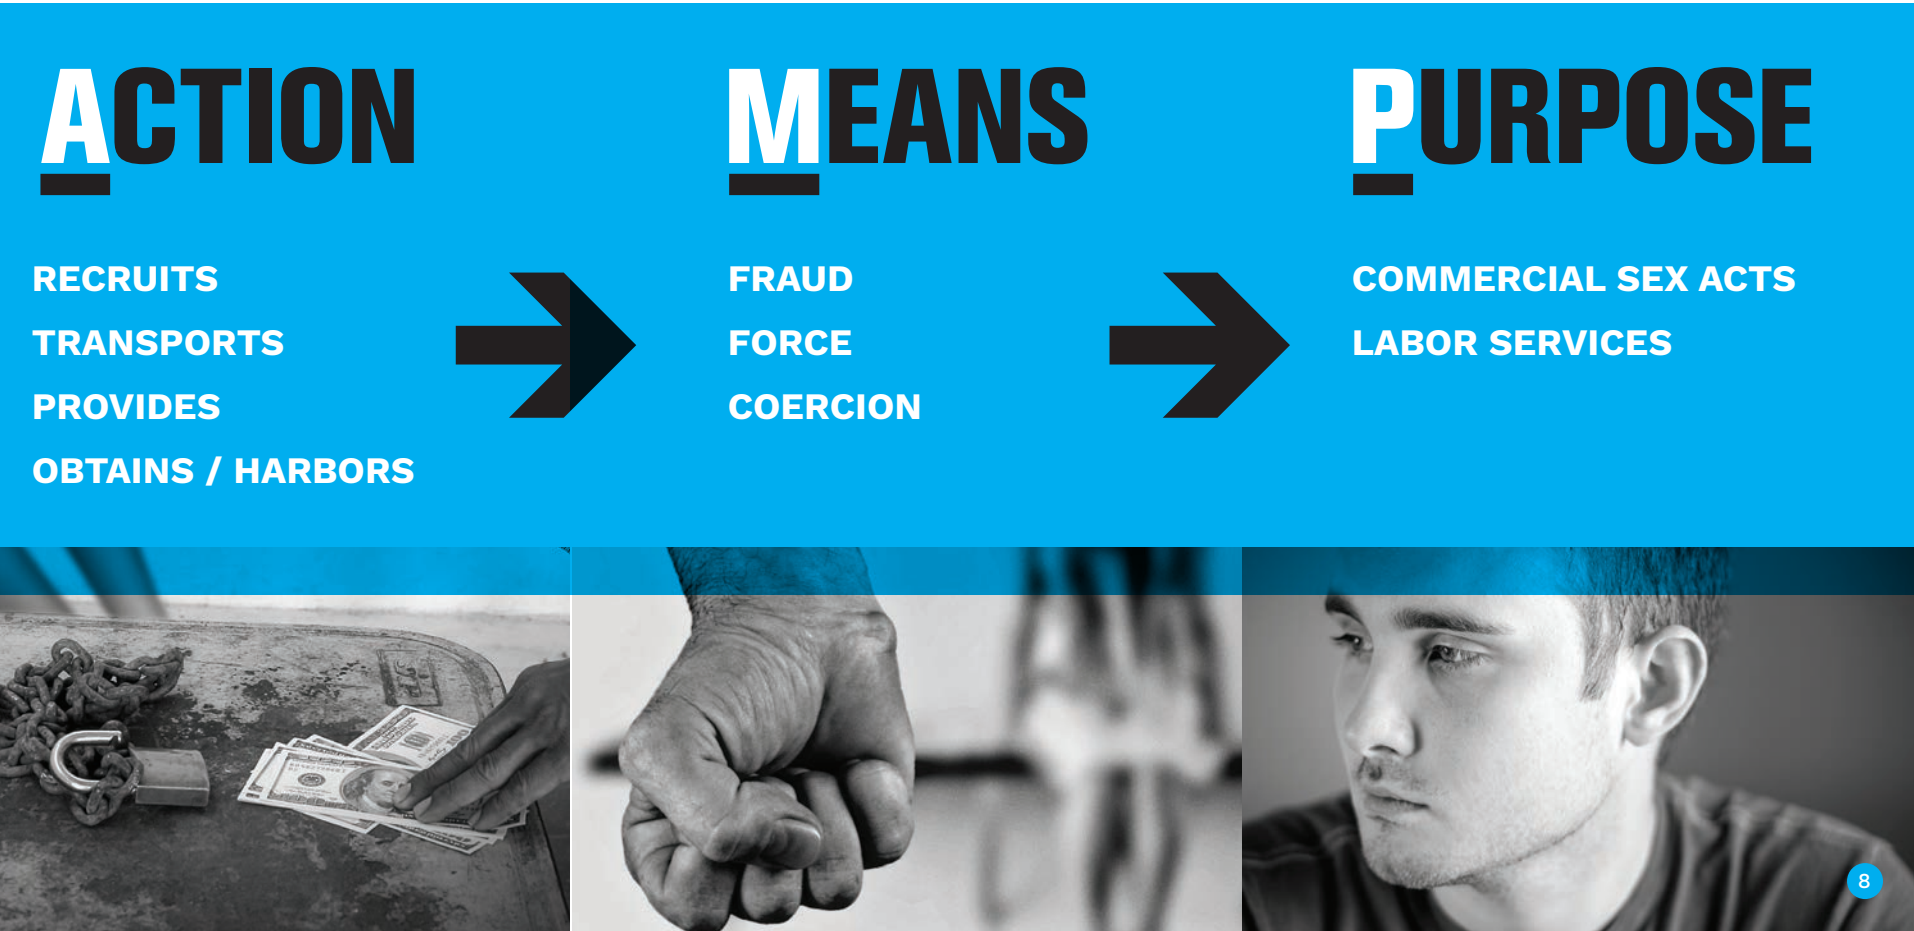 ACTION
RECRUITS
TRANSPORTS
PROVIDES
OBTAINS / HARBORS
MEANS
FRAUD
FORCE
COERCION
PURPOSE
COMMERCIAL SEX ACTS
LABOR SERVICES
8